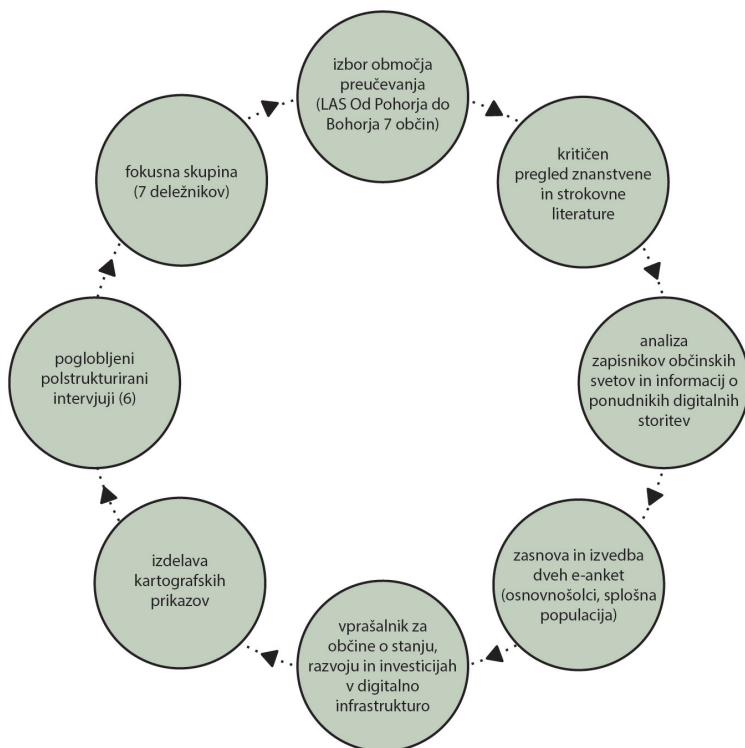 izbor območja
preučevanja
(LAS Od Pohorja do
Bohorja 7 občin)
kritičen
pregled znanstvene
in strokovne
literature
analiza
zapisnikov občinskih
svetov in informacij o
ponudnikih digitalnih
storitev
zasnova in izvedba
dveh e-anket
(osnovnošolci, splošna
populacija)
vprašalnik za
občine o stanju,
razvoju in investicijah
v digitalno
infrastrukturo
izdelava
kartografskih
prikazov
poglobljeni
polstrukturirani
intervjuji (6)
fokusna skupina
(7 deležnikov)